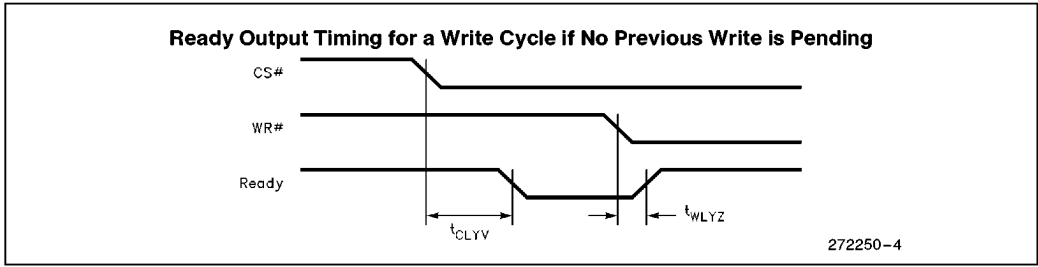 Ready Output Timing for a Write Cycle if No Previous Write is Pending
CS#
WR#
Ready
tCLYV
tWLYZ
272250-4